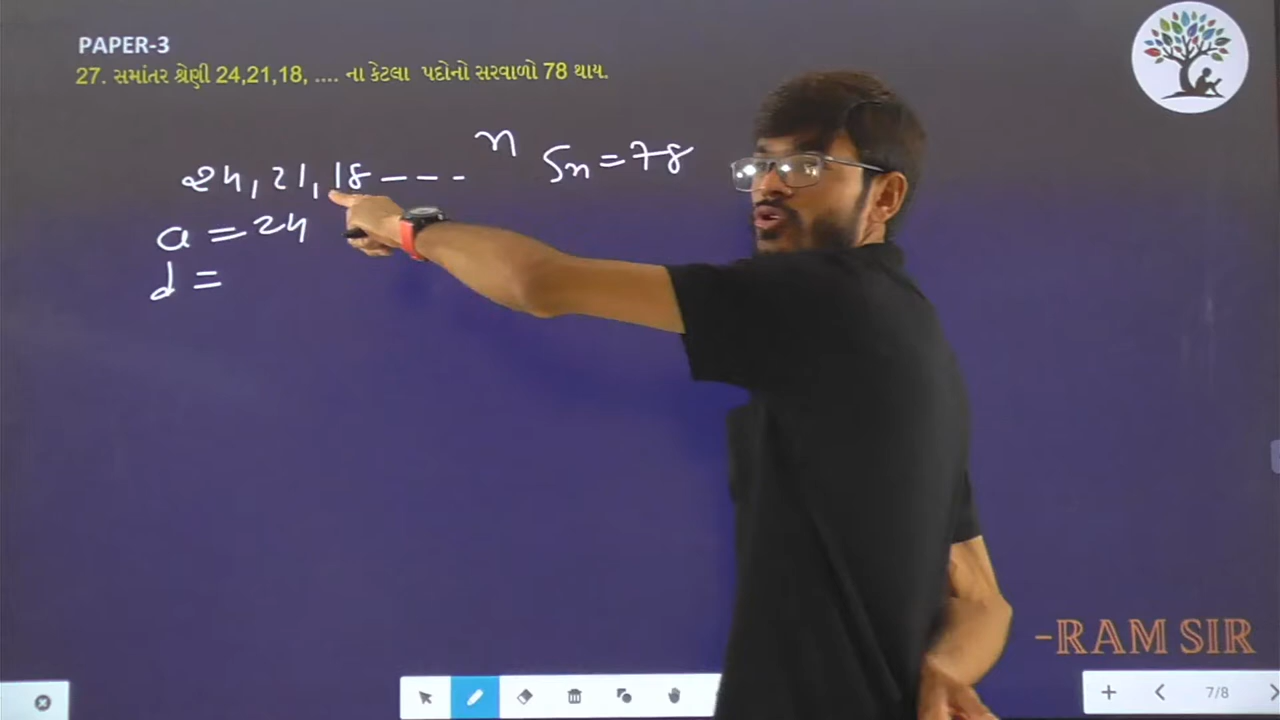 PAPER-3
27. સમાંતર શ્રેણી 24,21,18, .... ના કેટલા પદોનો સરવાળો 78 થાય.
24, 21, 18 --- n Sn = 78
a = 24
d =
-RAM SIR
7/8